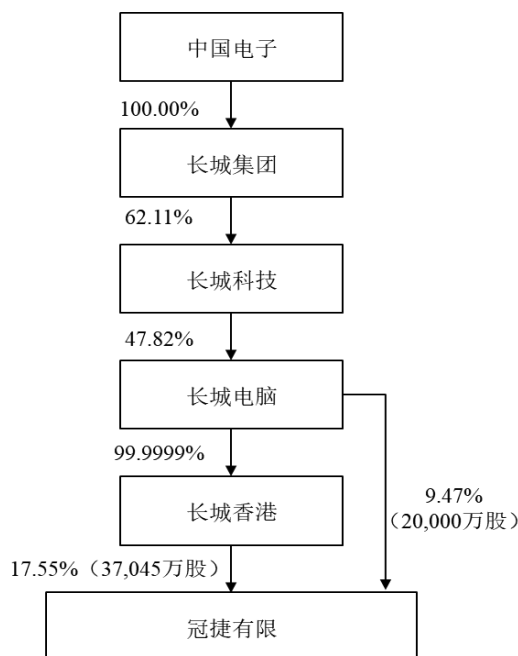 中国电子
100.00%
长城集团
62.11%
长城科技
47.82%
长城电脑
99.9999%
9.47%
（20,000万股）
长城香港
17.55%（37,045万股）
冠捷有限